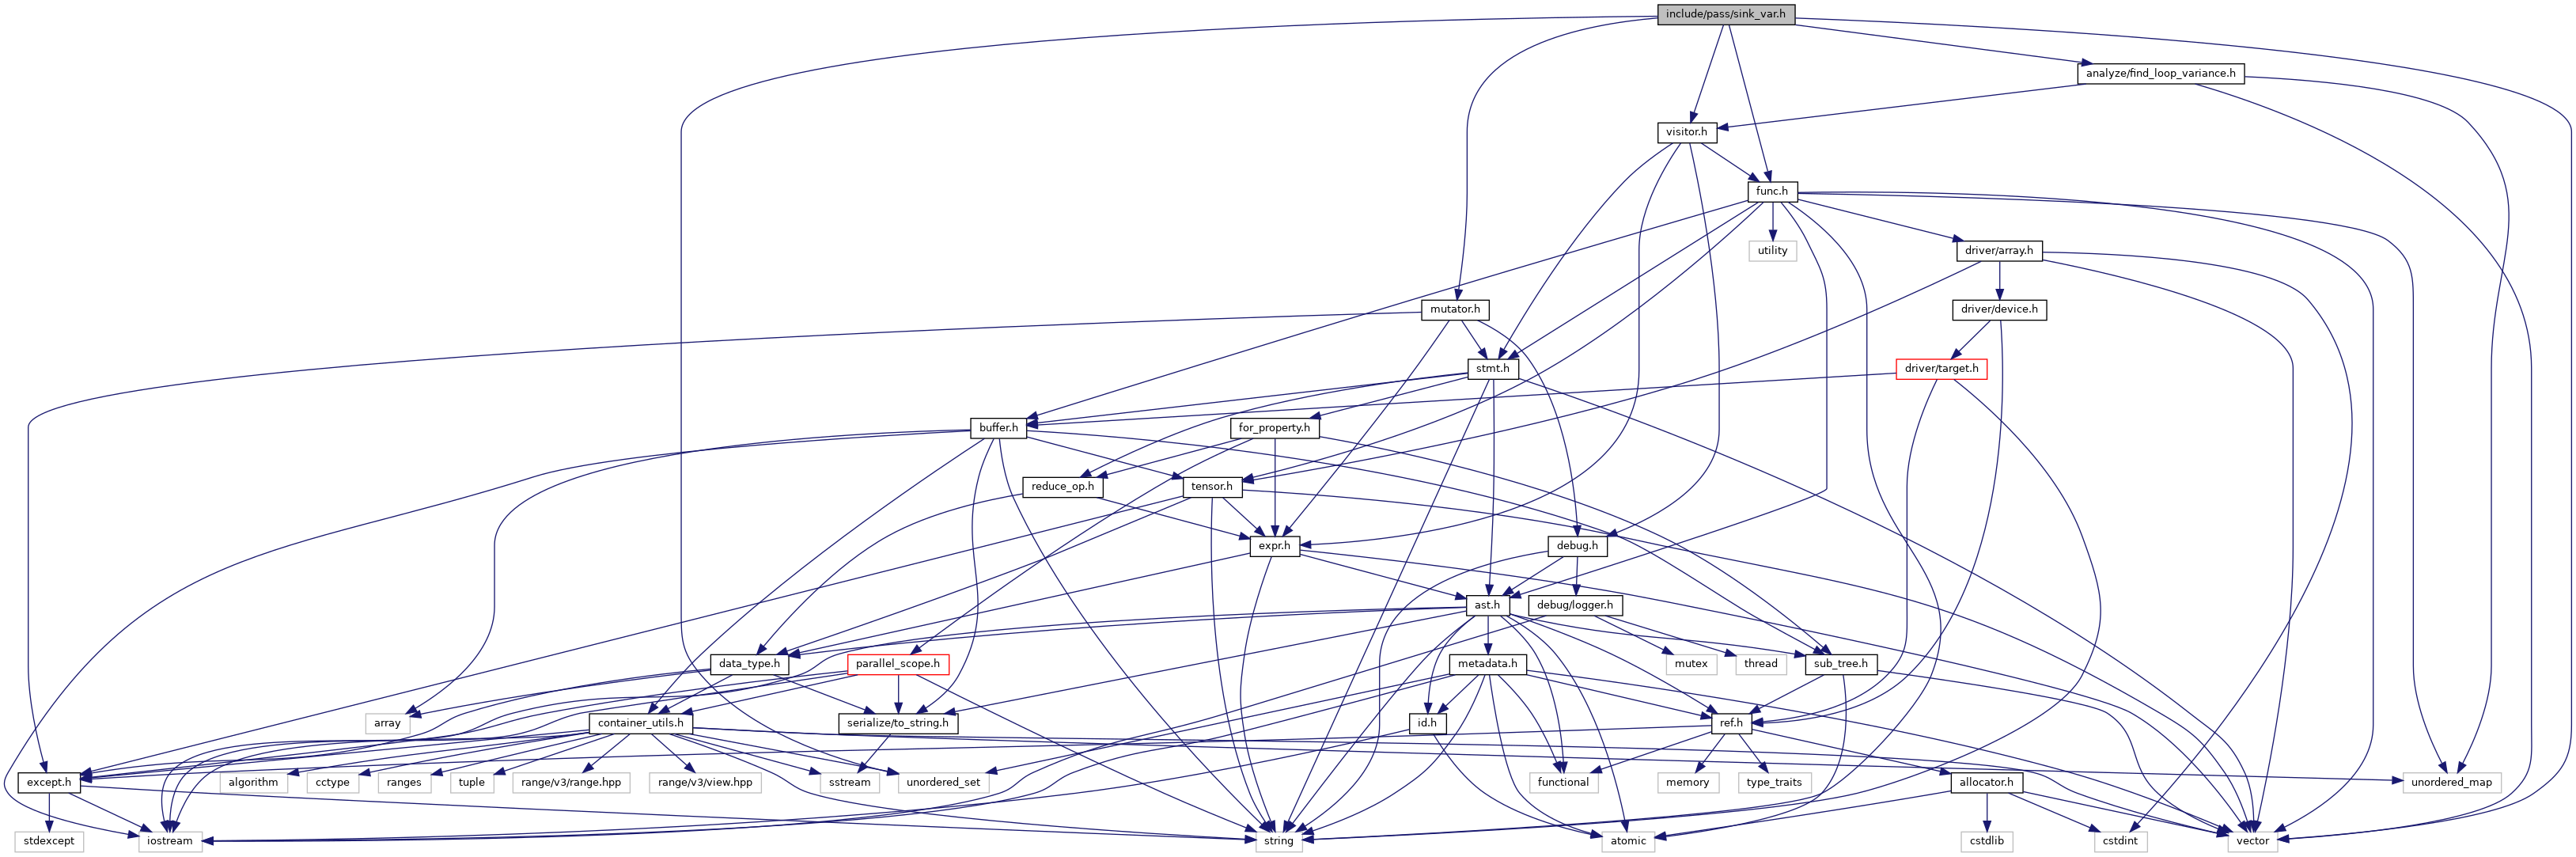 include/pass/sink_var.h
analyze/find_loop_variance.h
visitor.h
func.h
utility
driver/array.h
mutator.h
driver/device.h
stmt.h
driver/target.h
buffer.h
for_property.h
reduce_op.h
tensor.h
expr.h
debug.h
ast.h
debug/logger.h
data_type.h
parallel_scope.h
metadata.h
mutex
thread
sub_tree.h
array
container_utils.h
serialize/to_string.h
id.h
ref.h
except.h
algorithm
cctype
ranges
tuple
range/v3/range.hpp
range/v3/view.hpp
sstream
unordered_set
functional
memory
type_traits
allocator.h
unordered_map
stdexcept
iostream
string
atomic
cstdlib
cstdint
vector